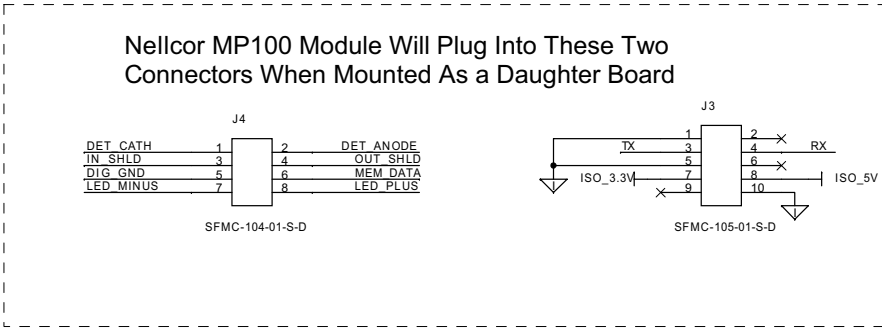 Nellcor MP100 Module Will Plug Into These Two
Connectors When Mounted As a Daughter Board
J4
DET_CATH 1 2 DET_ANODE
IN_SHLD 3 4 OUT_SHLD
DIG_GND 5 6 MEM_DATA
LED_MINUS 7 8 LED_PLUS
SFMC-104-01-S-D
J3
1 2
TX 3 4 RX
5 6
ISO_3.3V 7 8 ISO_5V
9 10
SFMC-105-01-S-D